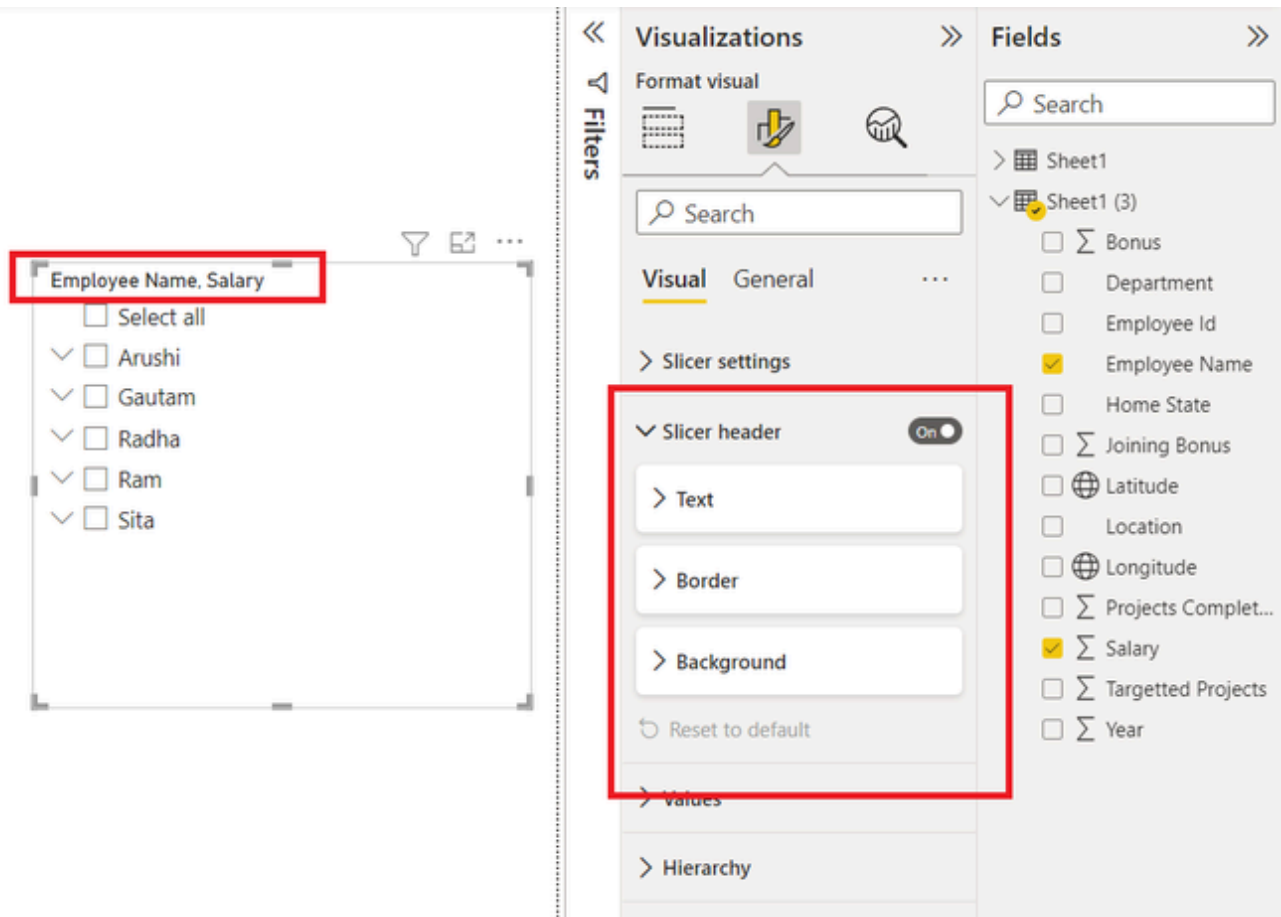 Employee Name, Salary
Select all
Arushi
Gautam
Radha
Ram
Sita
Filters
Visualizations
Format visual
Search
Visual General ...
Slicer settings
Slicer header On
Text
Border
Background
Reset to default
Values
Hierarchy
Fields
Search
Sheet1
Sheet1 (3)
Σ Bonus
Department
Employee Id
Employee Name
Home State
Σ Joining Bonus
Latitude
Location
Longitude
Σ Projects Complet...
Σ Salary
Σ Targetted Projects
Σ Year